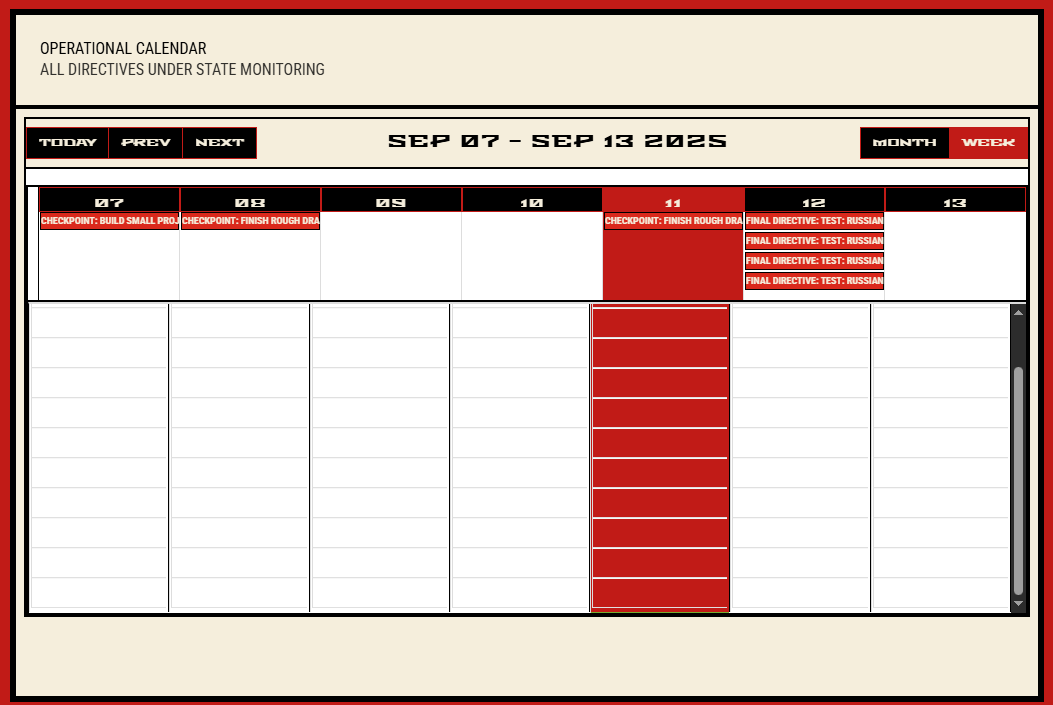 OPERATIONAL CALENDAR
ALL DIRECTIVES UNDER STATE MONITORING
TODAY PREV NEXT
SEP 07 - SEP 13 2025
MONTH WEEK
07 08 09 10 11 12 13
CHECKPOINT: BUILD SMALL PROJ
CHECKPOINT: FINISH ROUGH DRA
CHECKPOINT: FINISH ROUGH DRA
FINAL DIRECTIVE: TEST: RUSSIAN
FINAL DIRECTIVE: TEST: RUSSIAN
FINAL DIRECTIVE: TEST: RUSSIAN
FINAL DIRECTIVE: TEST: RUSSIAN